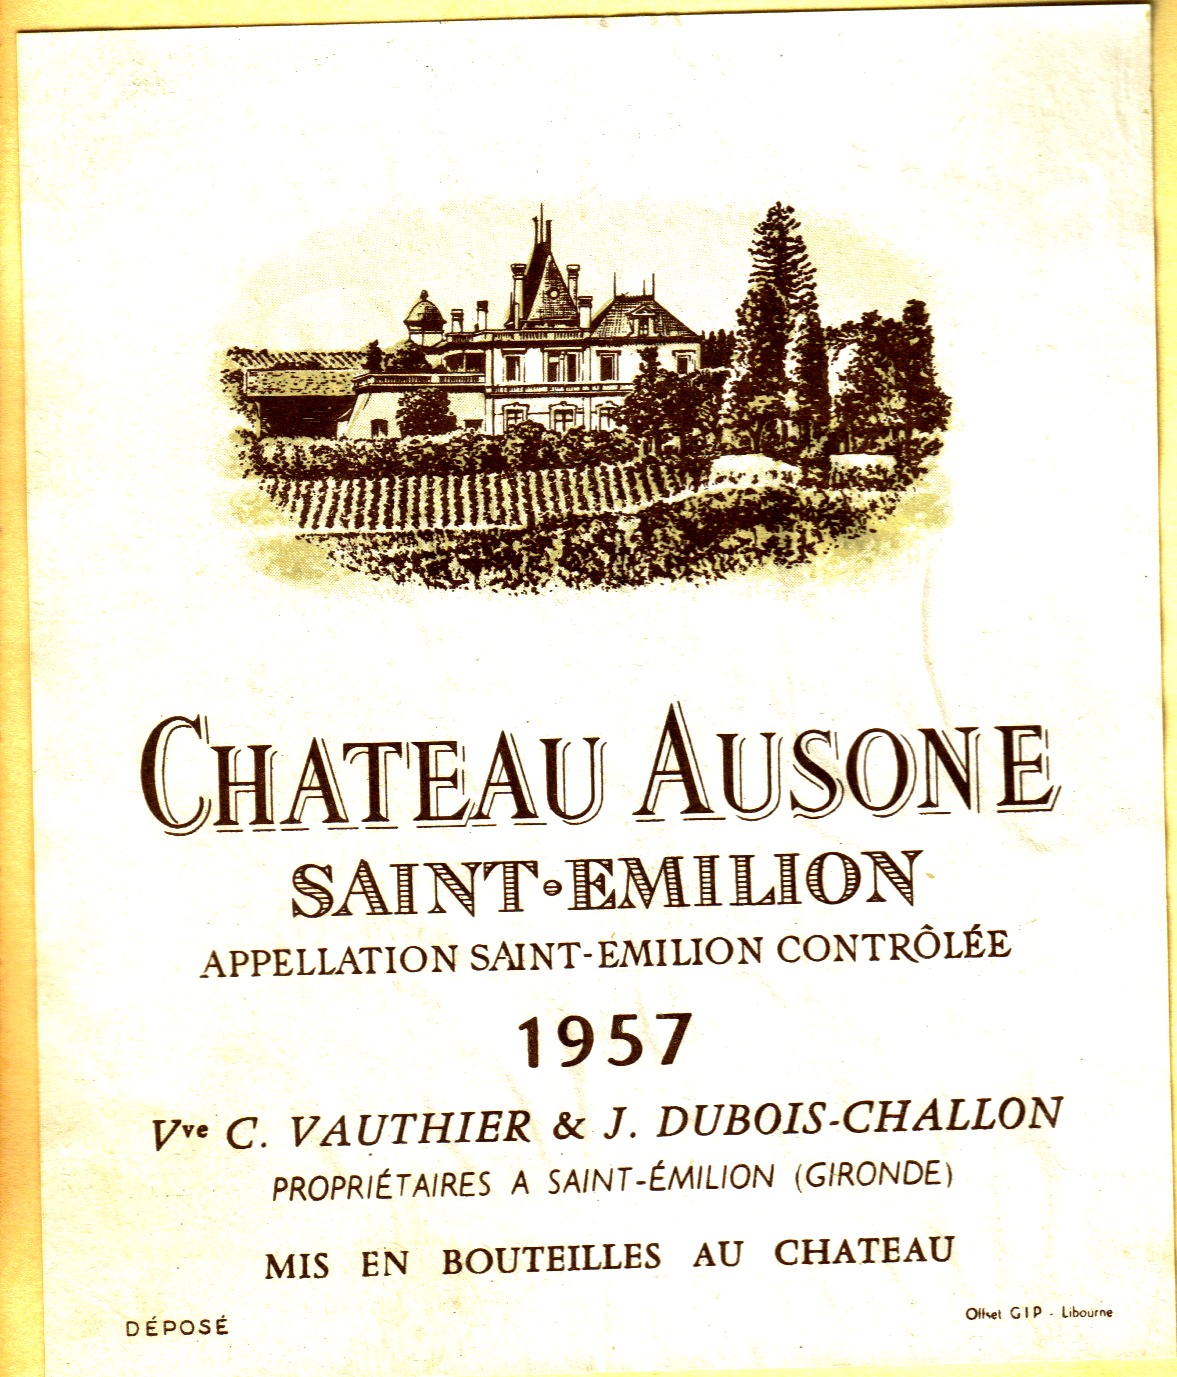 CHATEAU AUSONE
SAINT-EMILION
APPELLATION SAINT-ÉMILION CONTRÔLÉE
1957
Vve C. VAUTHIER & J. DUBOIS-CHALLON
PROPRIÉTAIRES A SAINT-ÉMILION (GIRONDE)
MIS EN BOUTEILLES AU CHATEAU
DÉPOSÉ
Offset GIP - Libourne